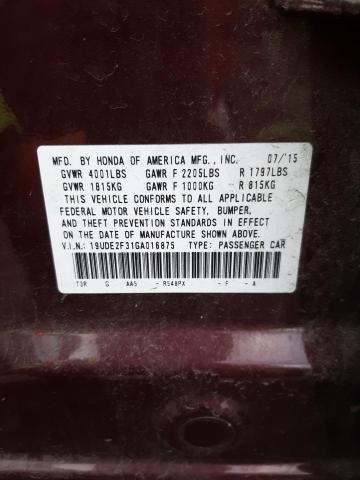 MFD. BY HONDA OF AMERICA MFG., INC. 07/'15
GVWR 4001LBS GAWR F 2205LBS R 1797LBS
GVWR 1815KG GAWR F 1000KG R 815KG
THIS VEHICLE CONFORMS TO ALL APPLICABLE
FEDERAL MOTOR VEHICLE SAFETY, BUMPER,
AND THEFT PREVENTION STANDARDS IN EFFECT
ON THE DATE OF MANUFACTURE SHOWN ABOVE.
V.I.N.: 19UDE2F31GA016875 TYPE: PASSENGER CAR
T3R G AA5 - R548PX - F - A